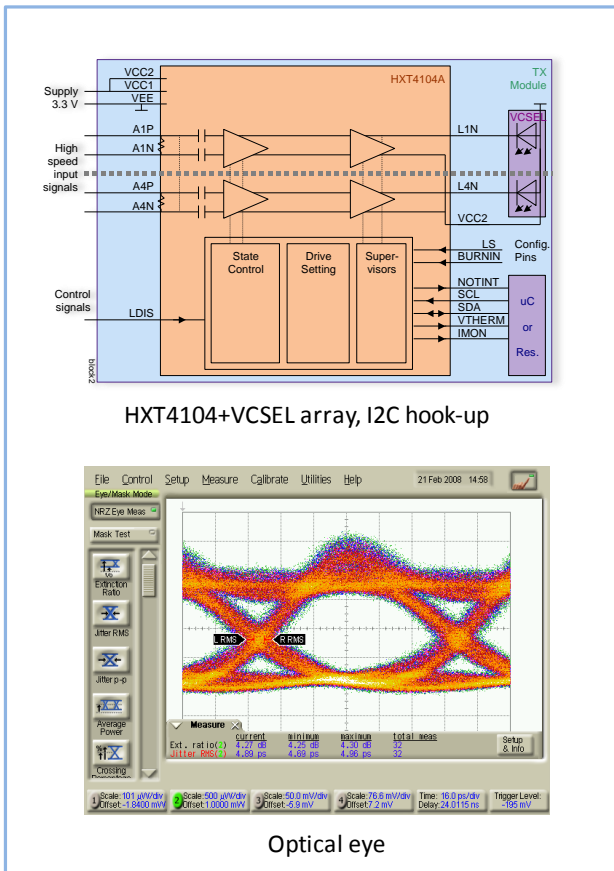 VCC2
HXT4104A
TX
Module
VCC1
Supply
3.3 V
VEE
VCSEL
A1P
L1N
High
speed
input
signals
A1N
A4P
L4N
A4N
VCC2
State
Control
Drive
Setting
Super-
visors
LS
BURNIN
Config.
Pins
NOTINT
SCL
SDA
VTHERM
IMON
uC
or
Res.
Control
signals
LDIS
block2
HXT4104+VCSEL array, I2C hook-up
File Control Setup Measure Calibrate Utilities Help 21 Feb 2008 14:58
Eye/Mask Mode
NRZ Eye Meas
Mask Test
Extinction
Ratio
Jitter RMS
Jitter p-p
Average
Power
Crossing
L RMS R RMS
Measure
current minimum maximum total meas
Ext. ratio(2) 4.27 dB 4.25 dB 4.30 dB 32
Jitter RMS(2) 4.89 ps 4.69 ps 4.96 ps 32
Setup
& Info
1 Scale: 101 µW/div 2 Scale: 500 µW/div 3 Scale: 50.0 mV/div 4 Scale: 76.6 mV/div Time: 16.0 ps/div Trigger Level:
Offset: -1.8400 mW Offset: 1.0000 mW Offset: -5.9 mV Offset: 7.2 mV Delay: 24.0115 ns -195 mV
Optical eye